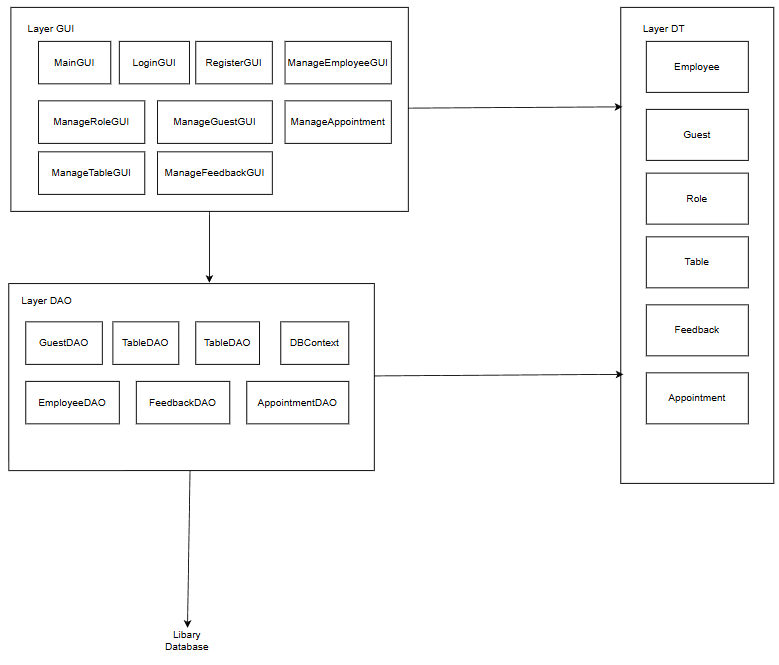 Layer GUI
MainGUI
LoginGUI
RegisterGUI
ManageEmployeeGUI
ManageRoleGUI
ManageGuestGUI
ManageAppointment
ManageTableGUI
ManageFeedbackGUI
Layer DT
Employee
Guest
Role
Table
Feedback
Appointment
Layer DAO
GuestDAO
TableDAO
TableDAO
DBContext
EmployeeDAO
FeedbackDAO
AppointmentDAO
Libary
Database